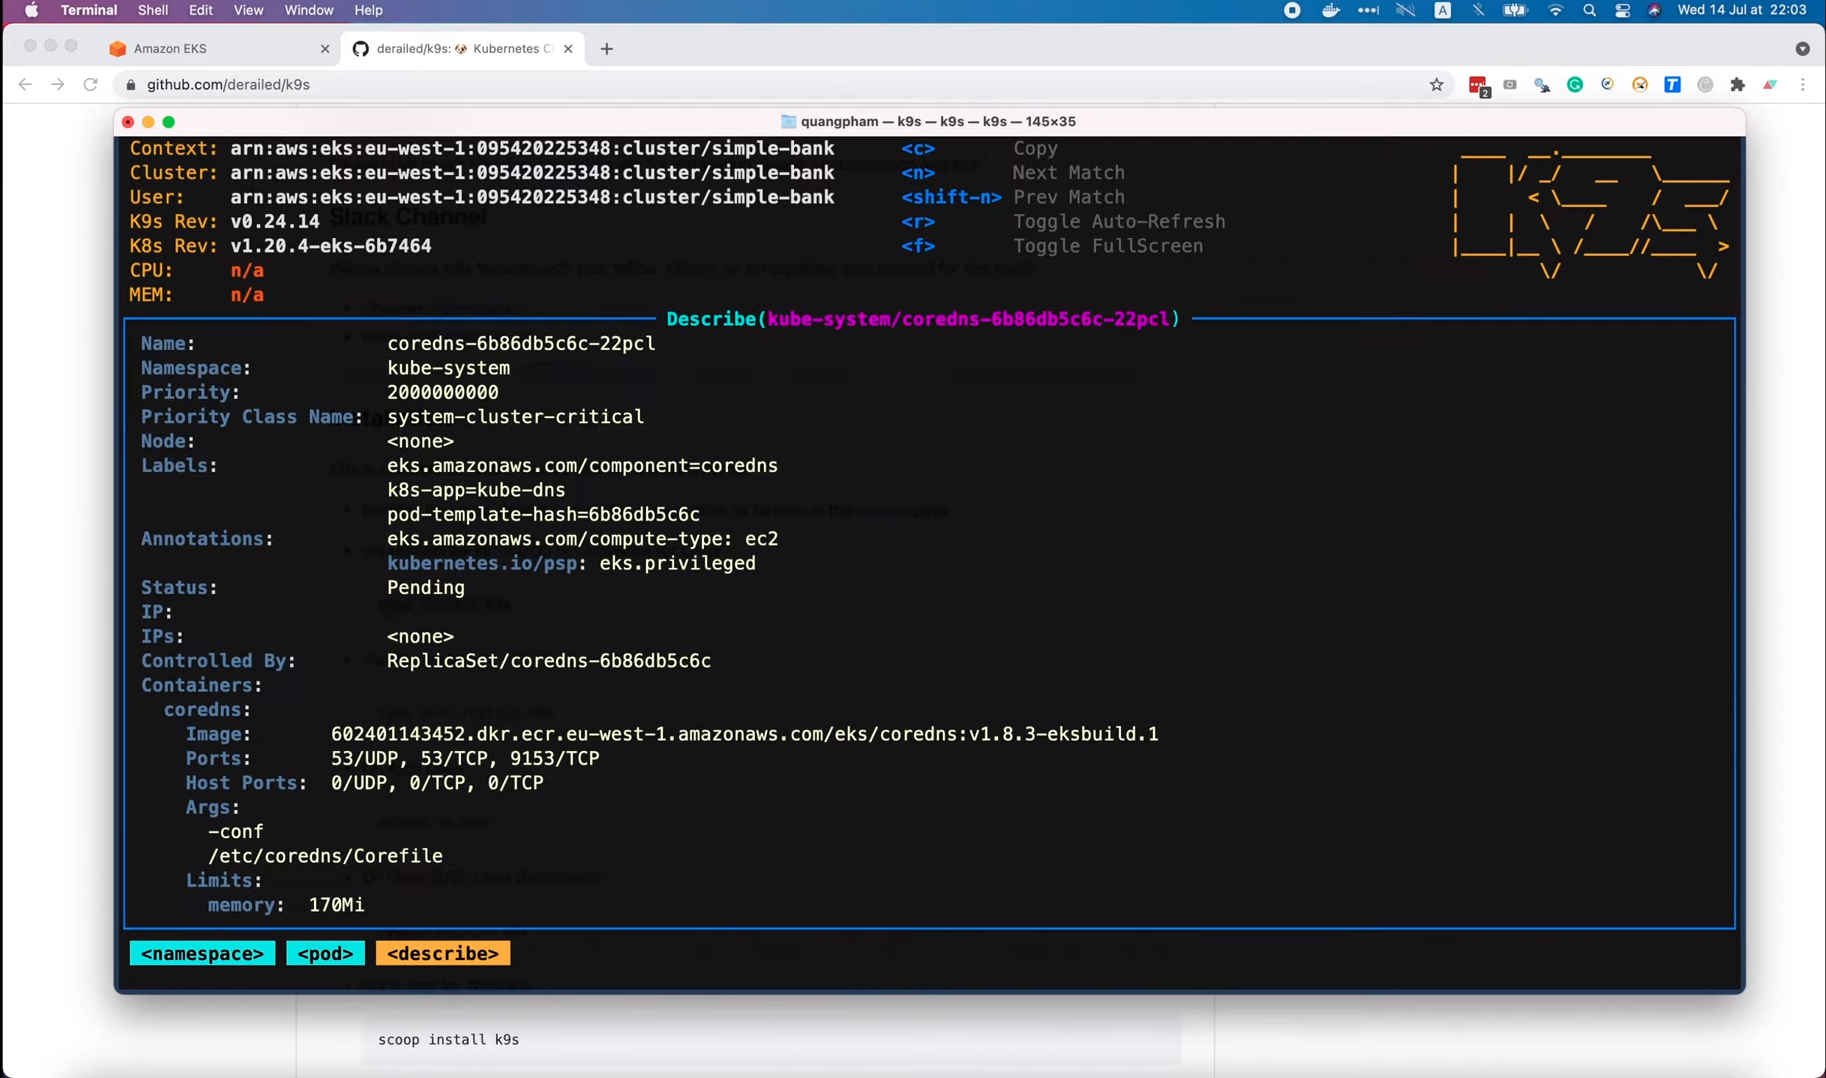 Terminal Shell Edit View Window Help A Wed 14 Jul at 22:03
Amazon EKS derailed/k9s: Kubernetes C
github.com/derailed/k9s T 2
quangpham — k9s — k9s — k9s — 145×35
Context: arn:aws:eks:eu-west-1:095420225348:cluster/simple-bank <c> Copy
Cluster: arn:aws:eks:eu-west-1:095420225348:cluster/simple-bank <n> Next Match
User: arn:aws:eks:eu-west-1:095420225348:cluster/simple-bank <shift-n> Prev Match
K9s Rev: v0.24.14 <r> Toggle Auto-Refresh
K8s Rev: v1.20.4-eks-6b7464 <f> Toggle FullScreen
CPU: n/a
MEM: n/a
Slack Channel
Describe(kube-system/coredns-6b86db5c6c-22pcl)
Name: coredns-6b86db5c6c-22pcl
Namespace: kube-system
Priority: 2000000000
Priority Class Name: system-cluster-critical
Node: <none>
Labels: eks.amazonaws.com/component=coredns
k8s-app=kube-dns
pod-template-hash=6b86db5c6c
Annotations: eks.amazonaws.com/compute-type: ec2
kubernetes.io/psp: eks.privileged
Status: Pending
IP:
IPs: <none>
Controlled By: ReplicaSet/coredns-6b86db5c6c
Containers:
coredns:
Image: 602401143452.dkr.ecr.eu-west-1.amazonaws.com/eks/coredns:v1.8.3-eksbuild.1
Ports: 53/UDP, 53/TCP, 9153/TCP
Host Ports: 0/UDP, 0/TCP, 0/TCP
Args:
-conf
/etc/coredns/Corefile
Limits:
memory: 170Mi
<namespace> <pod> <describe>
scoop install k9s